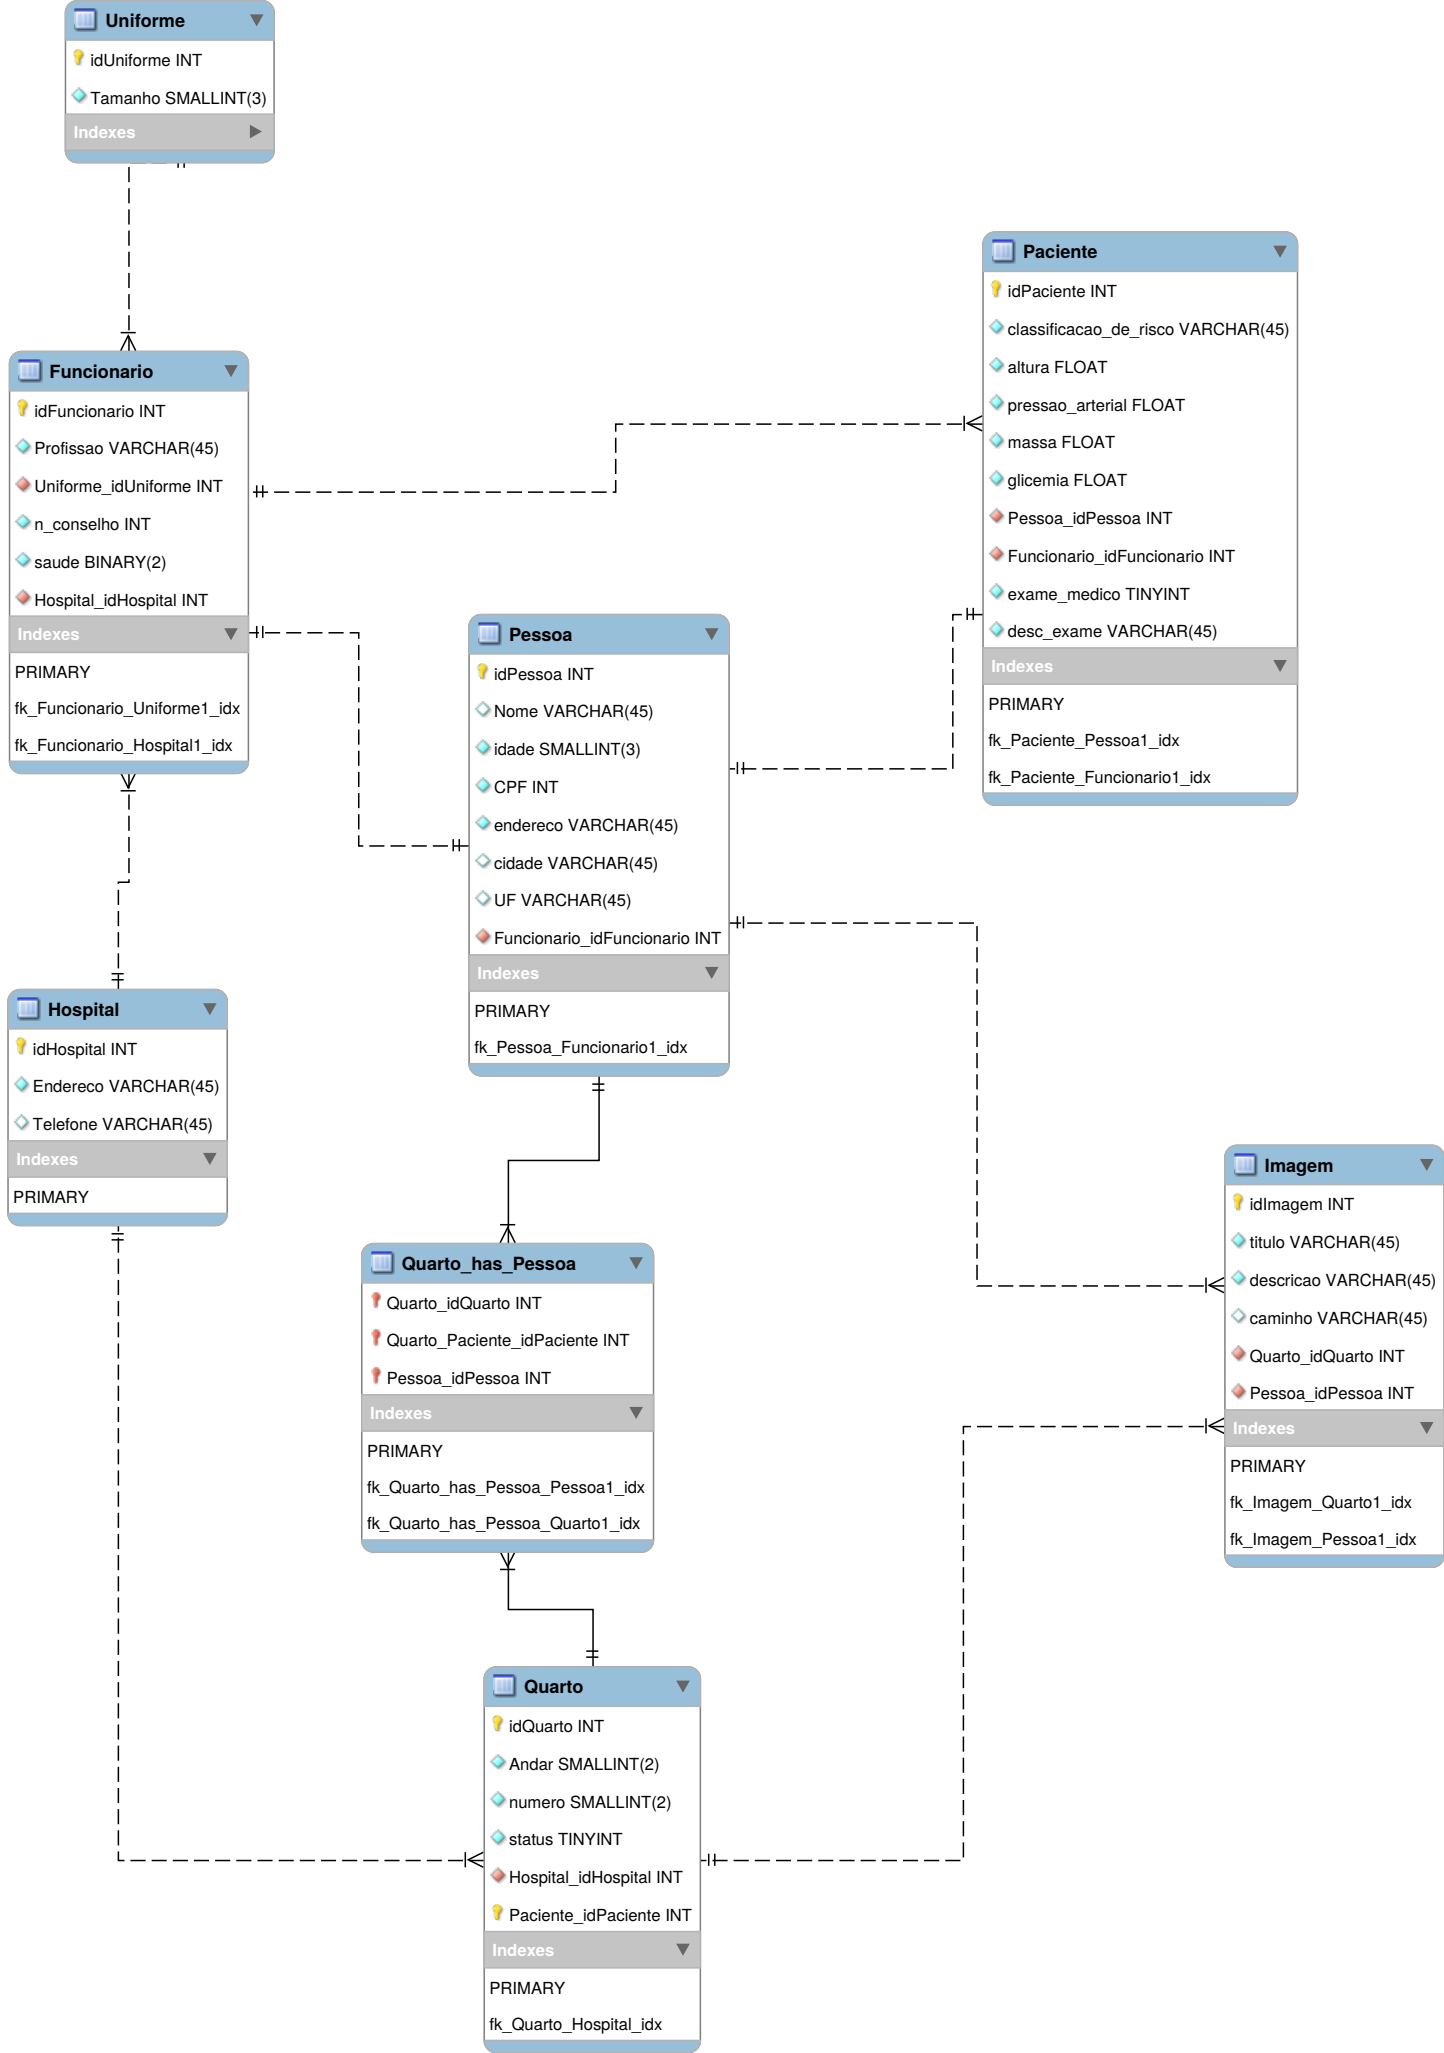 Uniforme
idUniforme INT
Tamanho SMALLINT(3)
Indexes
Paciente
idPaciente INT
classificacao_de_risco VARCHAR(45)
altura FLOAT
pressao_arterial FLOAT
massa FLOAT
glicemia FLOAT
Pessoa_idPessoa INT
Funcionario_idFuncionario INT
exame_medico TINYINT
desc_exame VARCHAR(45)
Indexes
PRIMARY
fk_Paciente_Pessoa1_idx
fk_Paciente_Funcionario1_idx
Funcionario
idFuncionario INT
Profissao VARCHAR(45)
Uniforme_idUniforme INT
n_conselho INT
saude BINARY(2)
Hospital_idHospital INT
Indexes
PRIMARY
fk_Funcionario_Uniforme1_idx
fk_Funcionario_Hospital1_idx
Pessoa
idPessoa INT
Nome VARCHAR(45)
idade SMALLINT(3)
CPF INT
endereco VARCHAR(45)
cidade VARCHAR(45)
UF VARCHAR(45)
Funcionario_idFuncionario INT
Indexes
PRIMARY
fk_Pessoa_Funcionario1_idx
Hospital
idHospital INT
Endereco VARCHAR(45)
Telefone VARCHAR(45)
Indexes
PRIMARY
Imagem
idImagem INT
titulo VARCHAR(45)
descricao VARCHAR(45)
caminho VARCHAR(45)
Quarto_idQuarto INT
Pessoa_idPessoa INT
Indexes
PRIMARY
fk_Imagem_Quarto1_idx
fk_Imagem_Pessoa1_idx
Quarto_has_Pessoa
Quarto_idQuarto INT
Quarto_Paciente_idPaciente INT
Pessoa_idPessoa INT
Indexes
PRIMARY
fk_Quarto_has_Pessoa_Pessoa1_idx
fk_Quarto_has_Pessoa_Quarto1_idx
Quarto
idQuarto INT
Andar SMALLINT(2)
numero SMALLINT(2)
status TINYINT
Hospital_idHospital INT
Paciente_idPaciente INT
Indexes
PRIMARY
fk_Quarto_Hospital_idx